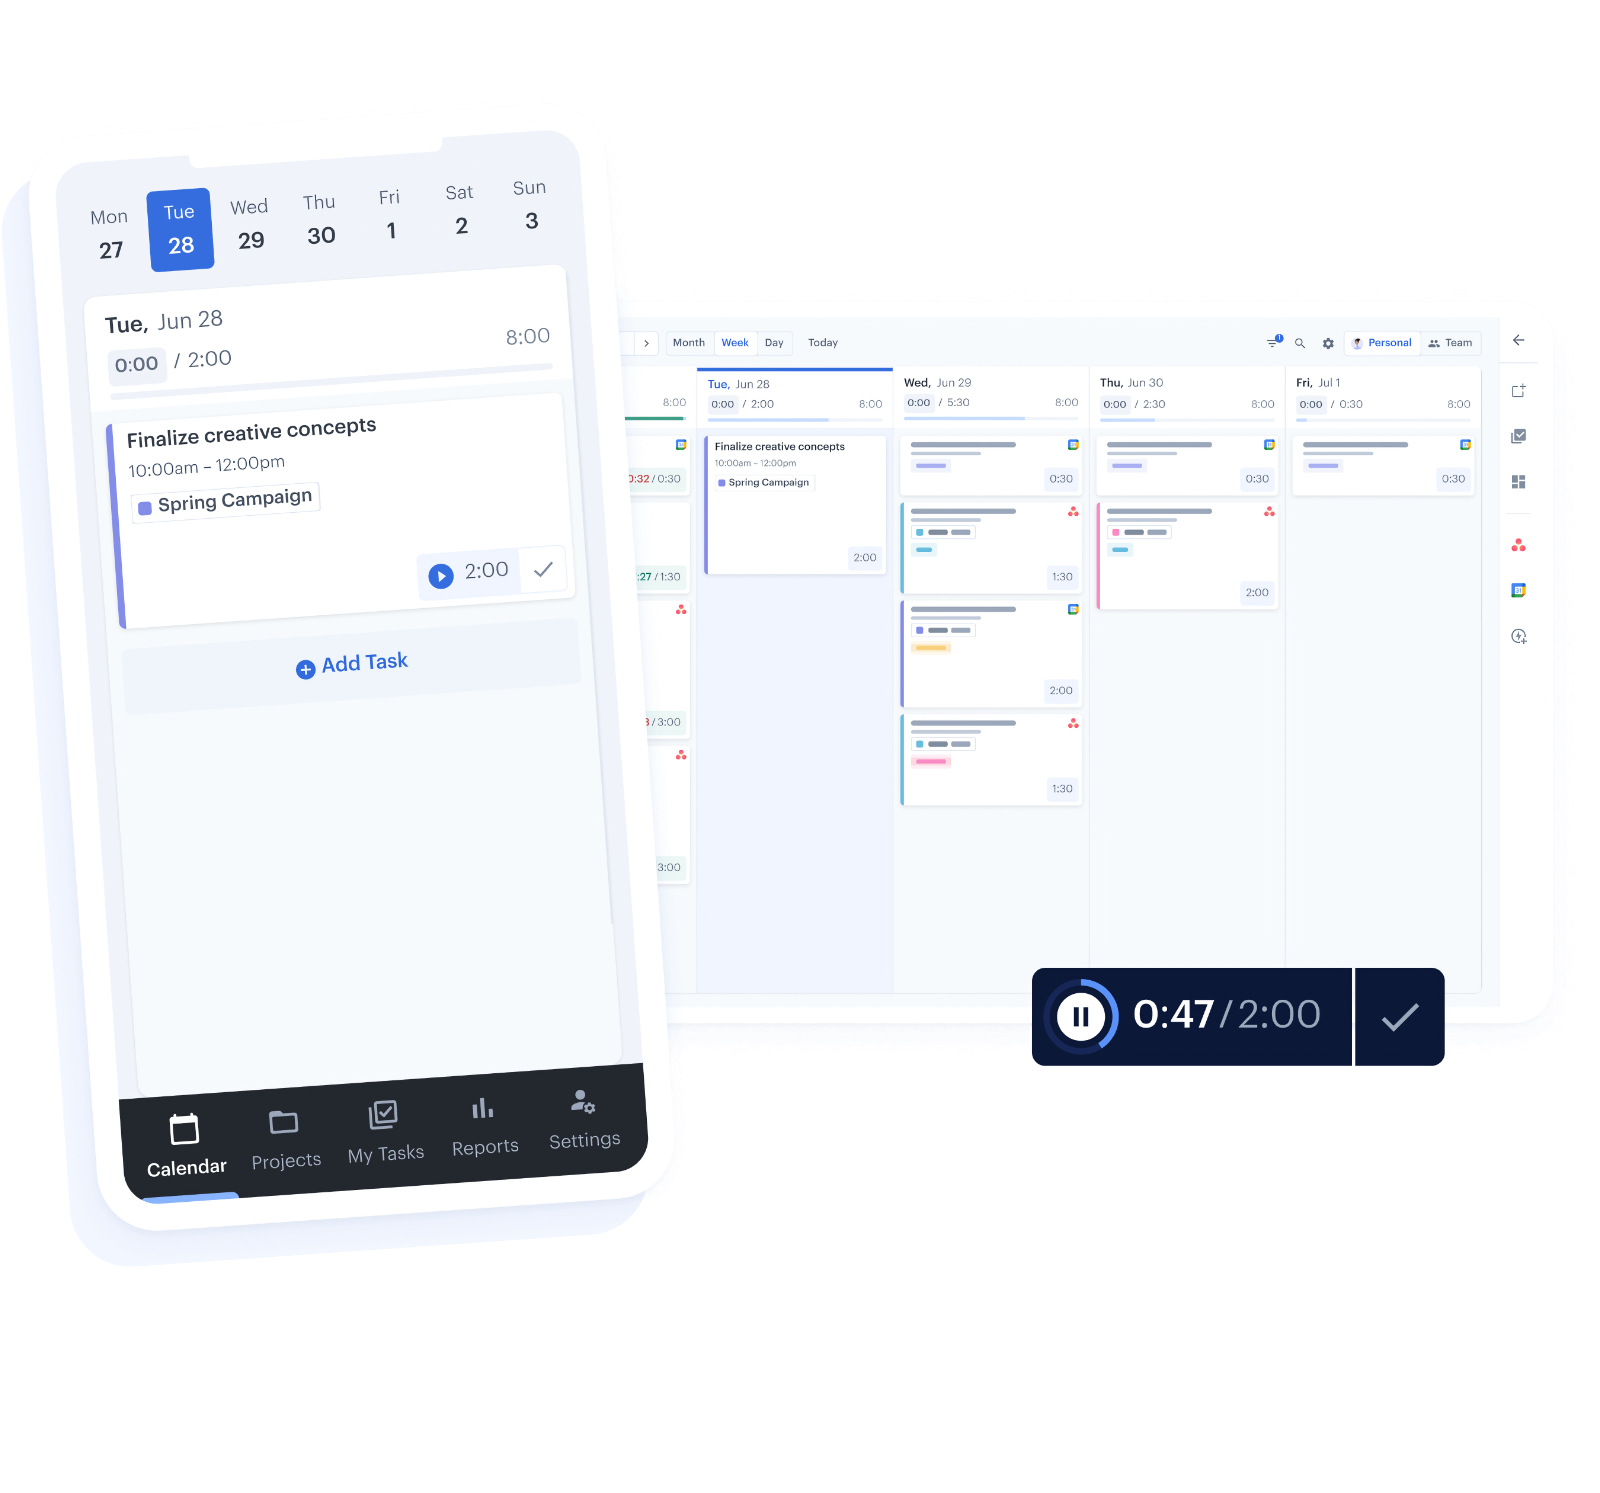 Mon Tue Wed Thu Fri Sat Sun
27 28 29 30 1 2 3
Tue, Jun 28
0:00 / 2:00 8:00
Finalize creative concepts
10:00am – 12:00pm
Spring Campaign
2:00
Add Task
Calendar Projects My Tasks Reports Settings
Month Week Day Today
1
Personal Team
8:00
0:32 / 0:30
:27 / 1:30
/ 3:00
3:00
Tue, Jun 28
0:00 / 2:00 8:00
Finalize creative concepts
10:00am – 12:00pm
Spring Campaign
2:00
Wed, Jun 29
0:00 / 5:30 8:00
0:30
1:30
2:00
1:30
Thu, Jun 30
0:00 / 2:30 8:00
0:30
2:00
Fri, Jul 1
0:00 / 0:30 8:00
0:30
0:47 / 2:00